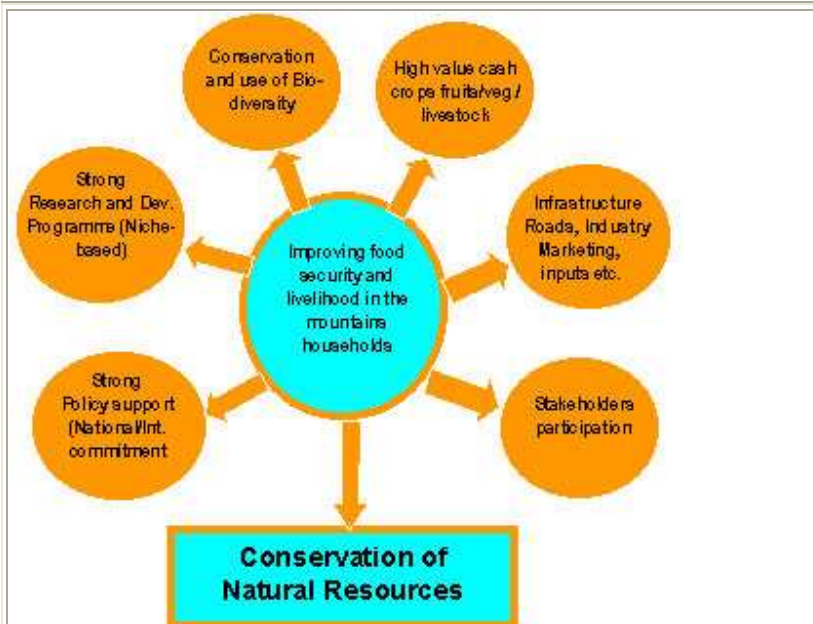 Conservation
and use of Bio-
diversity
High value cash
crops fruits/veg./
livestock
Strong
Research and Dev.
Programme (Niche-
based)
Infrastructure
Roads, Industry
Marketing,
inputs etc.
Improving food
security and
livelihood in the
mountains
households
Strong
Policy support
(National/Int.
commitment
Stakeholders
participation
Conservation of
Natural Resources